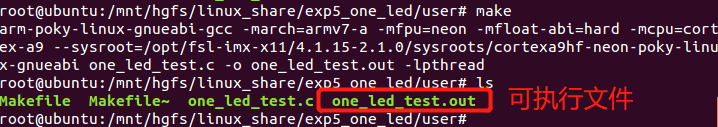 root@ubuntu:/mnt/hgfs/linux_share/exp5_one_led/user# make
arm-poky-linux-gnueabi-gcc -march=armv7-a -mfpu=neon -mfloat-abi=hard -mcpu=cort
ex-a9 --sysroot=/opt/fsl-imx-x11/4.1.15-2.1.0/sysroots/cortexa9hf-neon-poky-linu
x-gnueabi one_led_test.c -o one_led_test.out -lpthread
root@ubuntu:/mnt/hgfs/linux_share/exp5_one_led/user# ls
Makefile Makefile~ one_led_test.c one_led_test.out 可执行文件
root@ubuntu:/mnt/hgfs/linux_share/exp5_one_led/user#